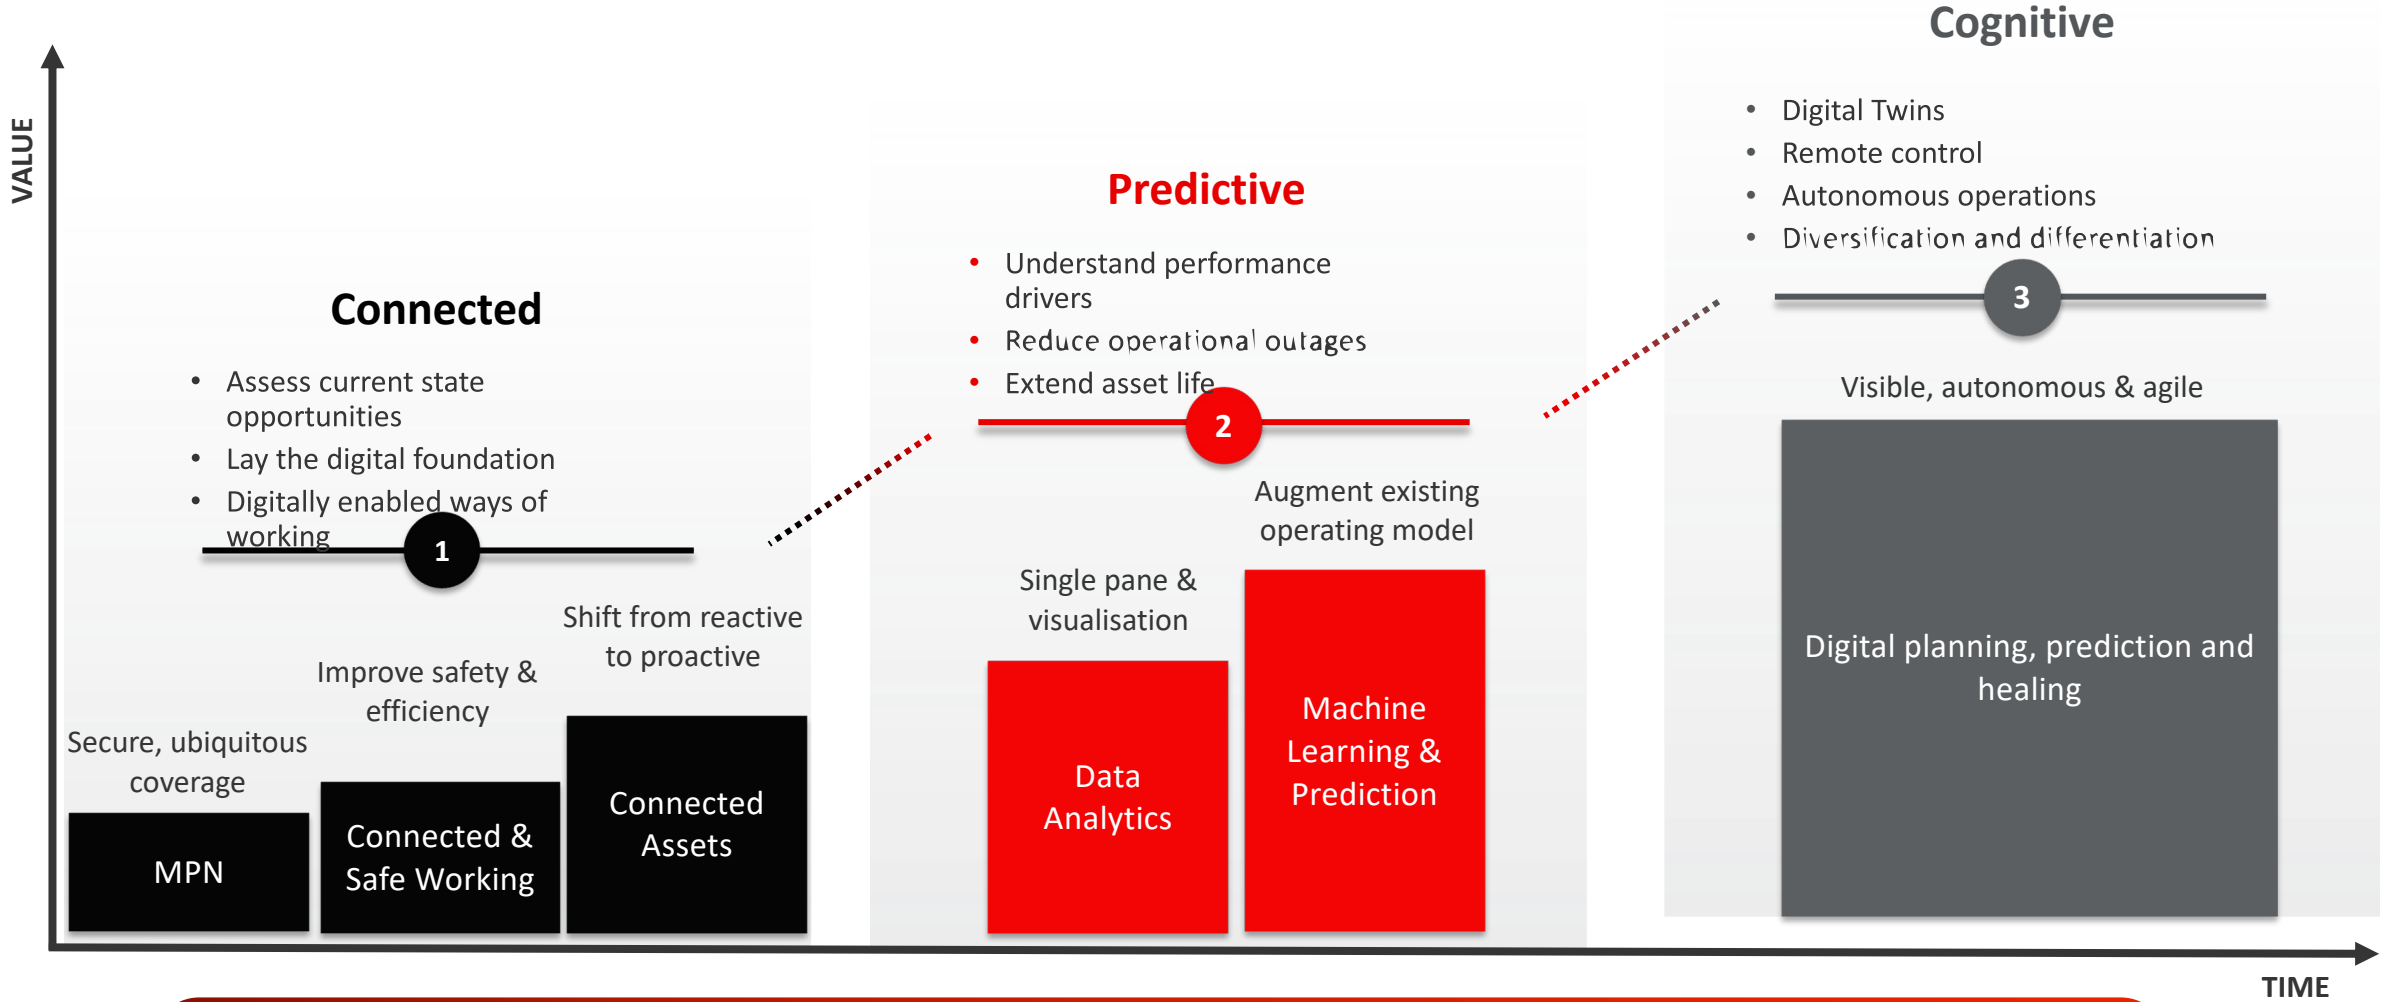 Cognitive
VALUE
• Digital Twins
• Remote control
• Autonomous operations
• Diversification and differentiation
3
Visible, autonomous & agile
Digital planning, prediction and
healing
Predictive
• Understand performance
drivers
• Reduce operational outages
• Extend asset life
2
Augment existing
operating model
Single pane &
visualisation
Machine
Learning &
Prediction
Data
Analytics
Connected
• Assess current state
opportunities
• Lay the digital foundation
• Digitally enabled ways of
working
1
Shift from reactive
to proactive
Improve safety &
efficiency
Secure, ubiquitous
coverage
Connected
Assets
Connected &
Safe Working
MPN
TIME